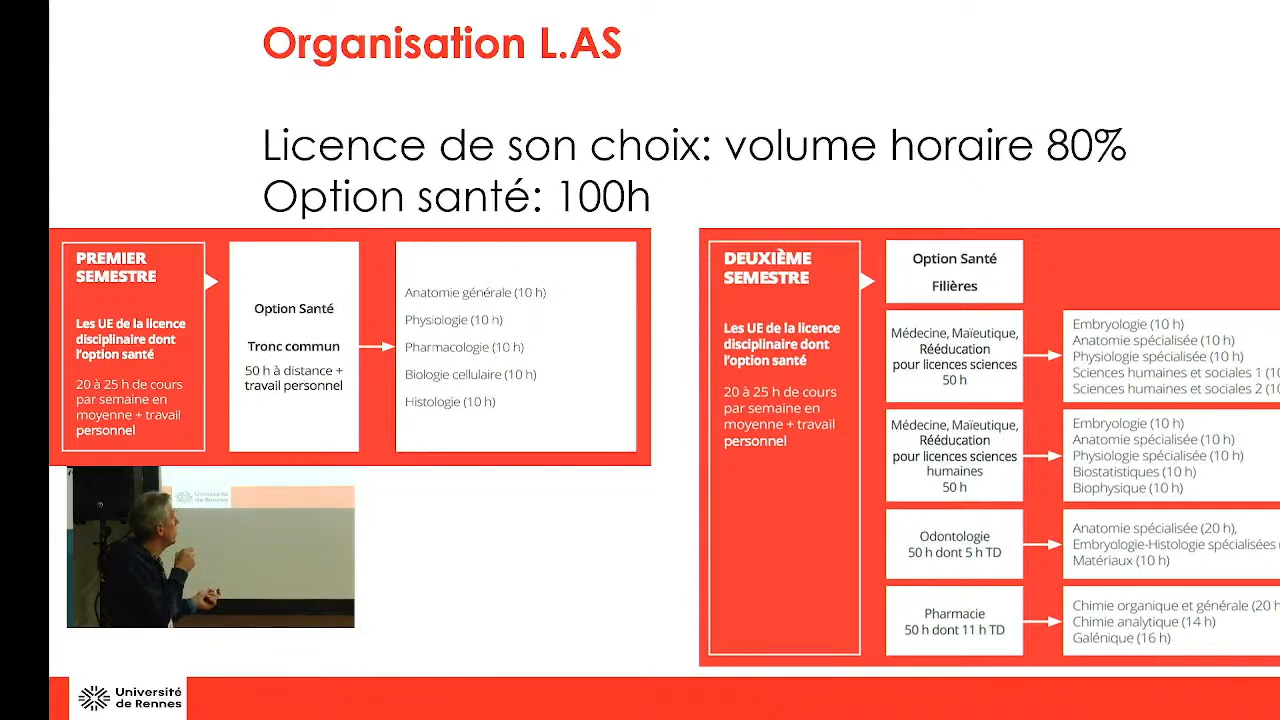 Organisation L.AS
Licence de son choix: volume horaire 80%
Option santé: 100h
PREMIER
SEMESTRE
Les UE de la licence
disciplinaire dont
l'option santé
20 à 25 h de cours
par semaine en
moyenne + travail
personnel
Option Santé
Tronc commun
50 h à distance +
travail personnel
Anatomie générale (10 h)
Physiologie (10 h)
Pharmacologie (10 h)
Biologie cellulaire (10 h)
Histologie (10 h)
DEUXIÈME
SEMESTRE
Les UE de la licence
disciplinaire dont
l'option santé
20 à 25 h de cours
par semaine en
moyenne + travail
personnel
Option Santé
Filières
Médecine, Maïeutique,
Rééducation
pour licences sciences
50 h
Embryologie (10 h)
Anatomie spécialisée (10 h)
Physiologie spécialisée (10 h)
Sciences humaines et sociales 1 (10
Sciences humaines et sociales 2 (10
Médecine, Maïeutique,
Rééducation
pour licences sciences
humaines
50 h
Embryologie (10 h)
Anatomie spécialisée (10 h)
Physiologie spécialisée (10 h)
Biostatistiques (10 h)
Biophysique (10 h)
Odontologie
50 h dont 5 h TD
Anatomie spécialisée (20 h),
Embryologie-Histologie spécialisées
Matériaux (10 h)
Pharmacie
50 h dont 11 h TD
Chimie organique et générale (20 h
Chimie analytique (14 h)
Galénique (16 h)
Université
de Rennes
Université
de Rennes